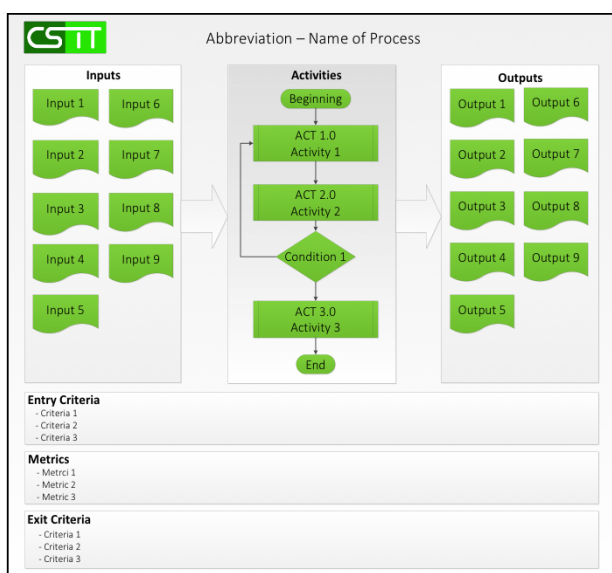 CSIT
Abbreviation – Name of Process
Inputs
Input 1
Input 6
Input 2
Input 7
Input 3
Input 8
Input 4
Input 9
Input 5
Activities
Beginning
ACT 1.0
Activity 1
ACT 2.0
Activity 2
Condition 1
ACT 3.0
Activity 3
End
Outputs
Output 1
Output 6
Output 2
Output 7
Output 3
Output 8
Output 4
Output 9
Output 5
Entry Criteria
- Criteria 1
- Criteria 2
- Criteria 3
Metrics
- Metrci 1
- Metric 2
- Metric 3
Exit Criteria
- Criteria 1
- Criteria 2
- Criteria 3